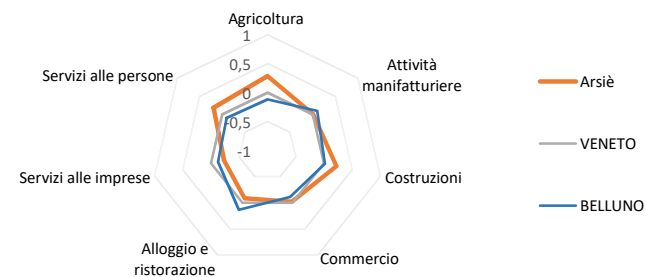 Agricoltura
1
0,5
0
-0,5
-1
Attività
manifatturiere
Costruzioni
Commercio
Alloggio e
ristorazione
Servizi alle imprese
Servizi alle persone
Arsiè
VENETO
BELLUNO